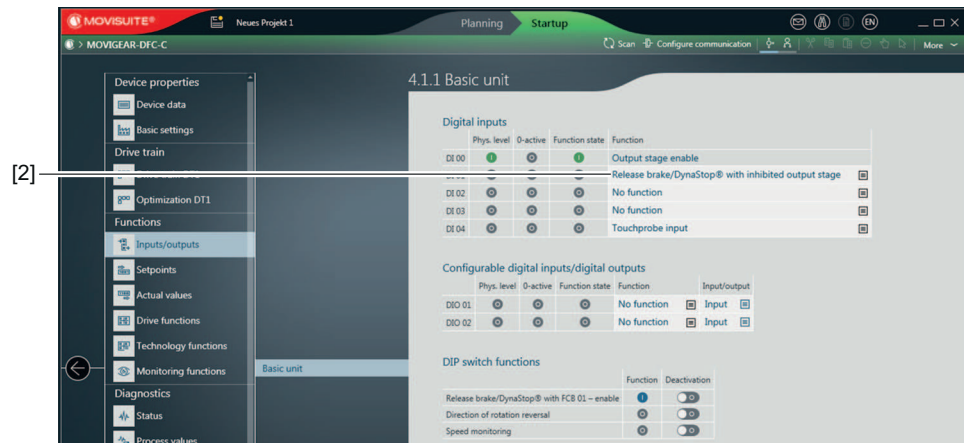 MOVISUITE® Neues Projekt 1 Planning Startup EN
> MOVIGEAR-DFC-C Scan Configure communication More
Device properties
Device data
Basic settings
Drive train
Optimization DT1
Functions
Inputs/outputs
Setpoints
Actual values
Drive functions
Technology functions
Monitoring functions
Diagnostics
Status
Process values
Basic unit
[2]
4.1.1 Basic unit
Digital inputs
Phys. level 0-active Function state Function
DI 00 Output stage enable
Release brake/DynaStop® with inhibited output stage
DI 02 No function
DI 03 No function
DI 04 Touchprobe input
Configurable digital inputs/digital outputs
Phys. level 0-active Function state Function Input/output
DIO 01 No function Input
DIO 02 No function Input
DIP switch functions
Function Deactivation
Release brake/DynaStop® with FCB 01 – enable
Direction of rotation reversal
Speed monitoring